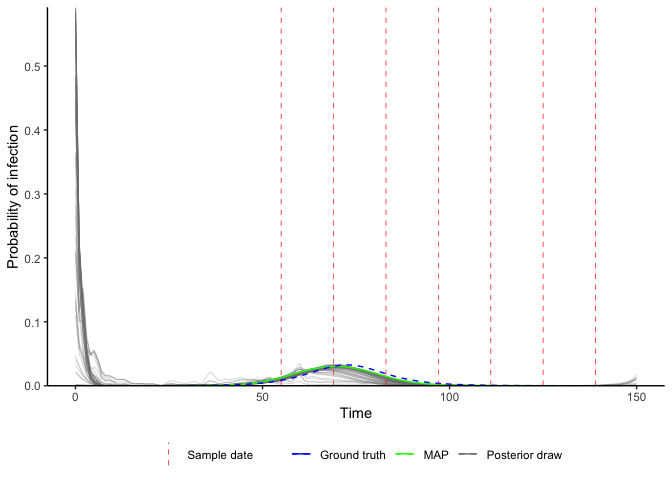 0.5
0.4
0.3
0.2
0.1
0.0
Probability of infection
0
50
100
150
Time
Sample date
Ground truth
MAP
Posterior draw